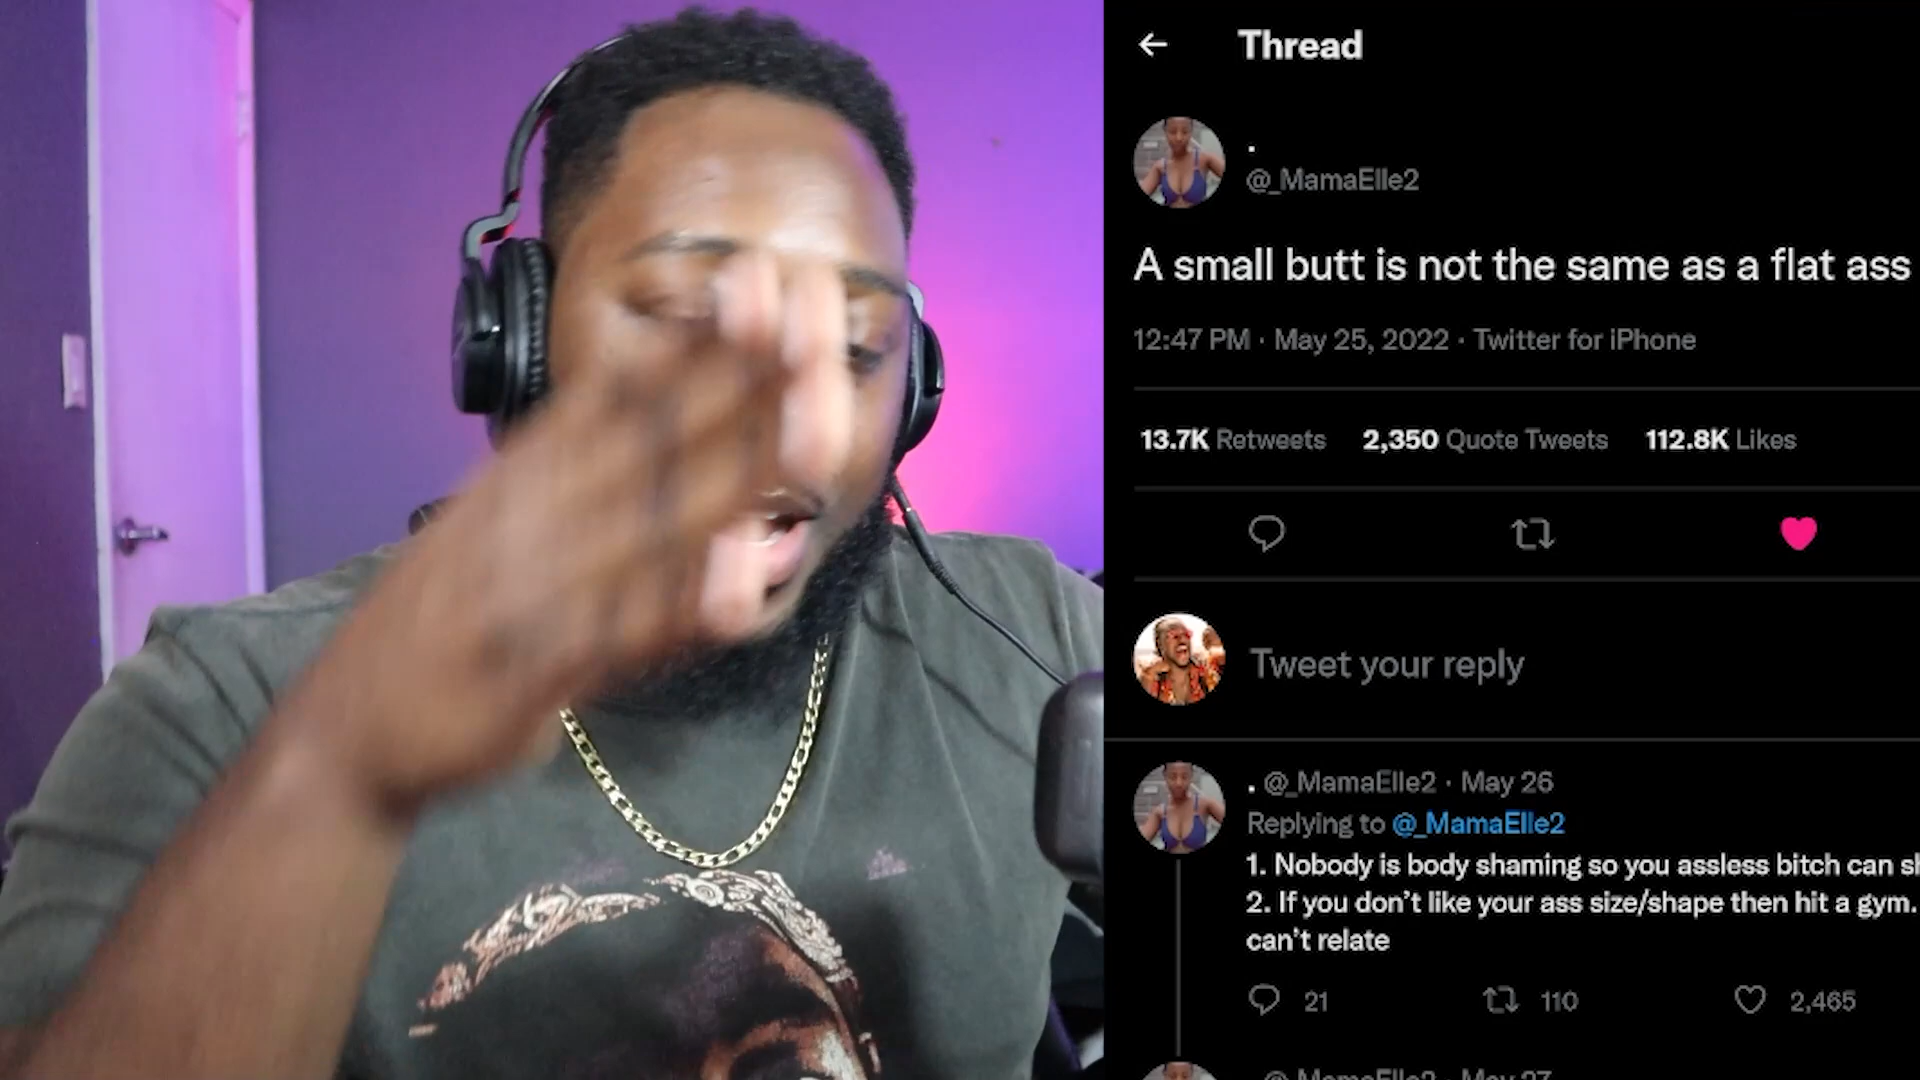 Thread
.
@_MamaElle2
A small butt is not the same as a flat ass
12:47 PM · May 25, 2022 · Twitter for iPhone
13.7K Retweets 2,350 Quote Tweets 112.8K Likes
Tweet your reply
. @_MamaElle2 · May 26
Replying to @_MamaElle2
1. Nobody is body shaming so you assless bitch can
2. If you don’t like your ass size/shape then hit a gym.
can’t relate
21 110 2,465
@_MamaElle2 · May 27